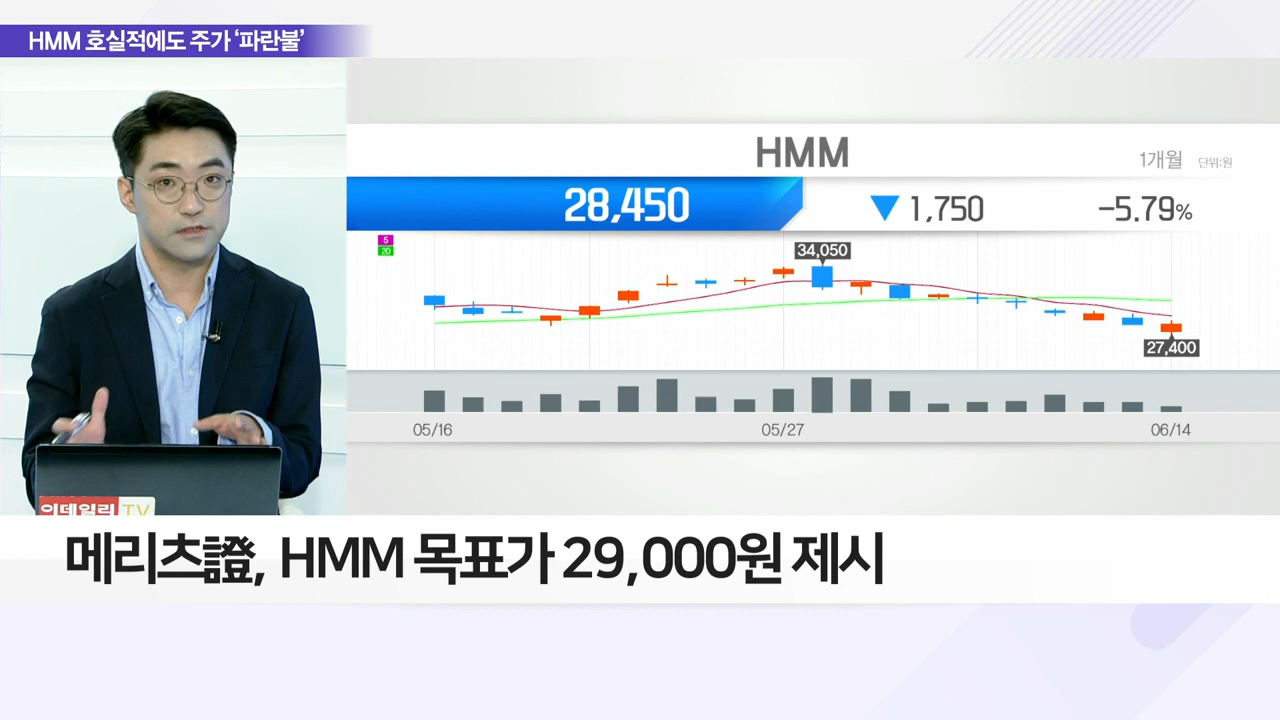 HMM 호실적에도 주가 ‘파란불’
HMM
1개월 단위:원
28,450 ▼ 1,750 -5.79%
5
20
34,050
27,400
05/16 05/27 06/14
이데일리 TV
메리츠證, HMM 목표가 29,000원 제시